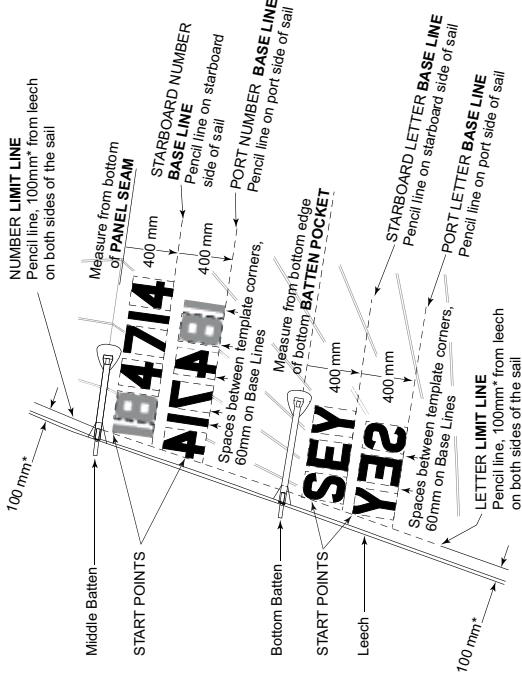 NUMBER LIMIT LINE
Pencil line, 100mm* from leech
on both sides of the sail
100 mm*
Measure from bottom
of PANEL SEAM
400 mm
STARBOARD NUMBER
BASE LINE
Pencil line on starboard
side of sail
400 mm
PORT NUMBER BASE LINE
Pencil line on port side of sail
Middle Batten
184714
184714
START POINTS
Spaces between template corners,
60mm on Base Lines
Measure from bottom edge
of bottom BATTEN POCKET
400 mm
STARBOARD LETTER BASE LINE
Pencil line on starboard side of sail
400 mm
PORT LETTER BASE LINE
Pencil line on port side of sail
Bottom Batten
SEY
SEY
START POINTS
Spaces between template corners,
60mm on Base Lines
Leech
LETTER LIMIT LINE
Pencil line, 100mm* from leech
on both sides of the sail
100 mm*